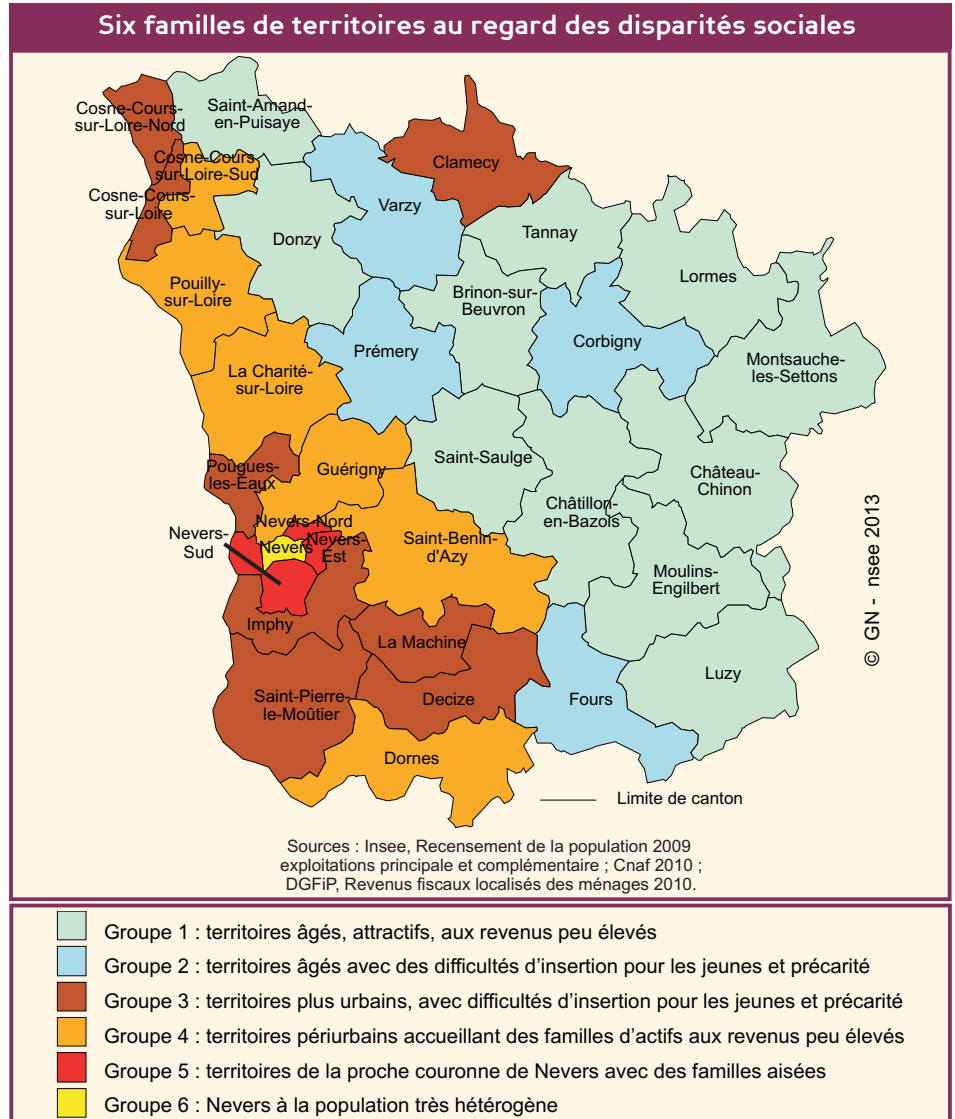 Six familles de territoires au regard des disparités sociales
Cosne-Cours-
sur-Loire-Nord
Saint-Amand-
en-Puisaye
Cosne-Cours
sur-Loire-Sud
Cosne-Cours-
sur-Loire
Clamecy
Varzy
Donzy
Tannay
Lormes
Pouilly-
sur-Loire
Brinon-sur-
Beuvron
Prémery
Corbigny
Montsauche-
les-Settons
La Charité-
sur-Loire
Pougues-
les-Eaux
Guérigny
Saint-Saulge
Château-
Chinon
Châtillon-
en-Bazois
Nevers-
Sud
Nevers-Nord
Nevers
Nevers-
Est
Saint-Benin-
d'Azy
Moulins-
Engilbert
Imphy
La Machine
Luzy
Saint-Pierre-
le-Moûtier
Decize
Fours
Dornes
© GN - nsee 2013
Limite de canton
Sources : Insee, Recensement de la population 2009
exploitations principale et complémentaire ; Cnaf 2010 ;
DGFiP, Revenus fiscaux localisés des ménages 2010.
Groupe 1 : territoires âgés, attractifs, aux revenus peu élevés
Groupe 2 : territoires âgés avec des difficultés d’insertion pour les jeunes et précarité
Groupe 3 : territoires plus urbains, avec difficultés d’insertion pour les jeunes et précarité
Groupe 4 : territoires périurbains accueillant des familles d’actifs aux revenus peu élevés
Groupe 5 : territoires de la proche couronne de Nevers avec des familles aisées
Groupe 6 : Nevers à la population très hétérogène